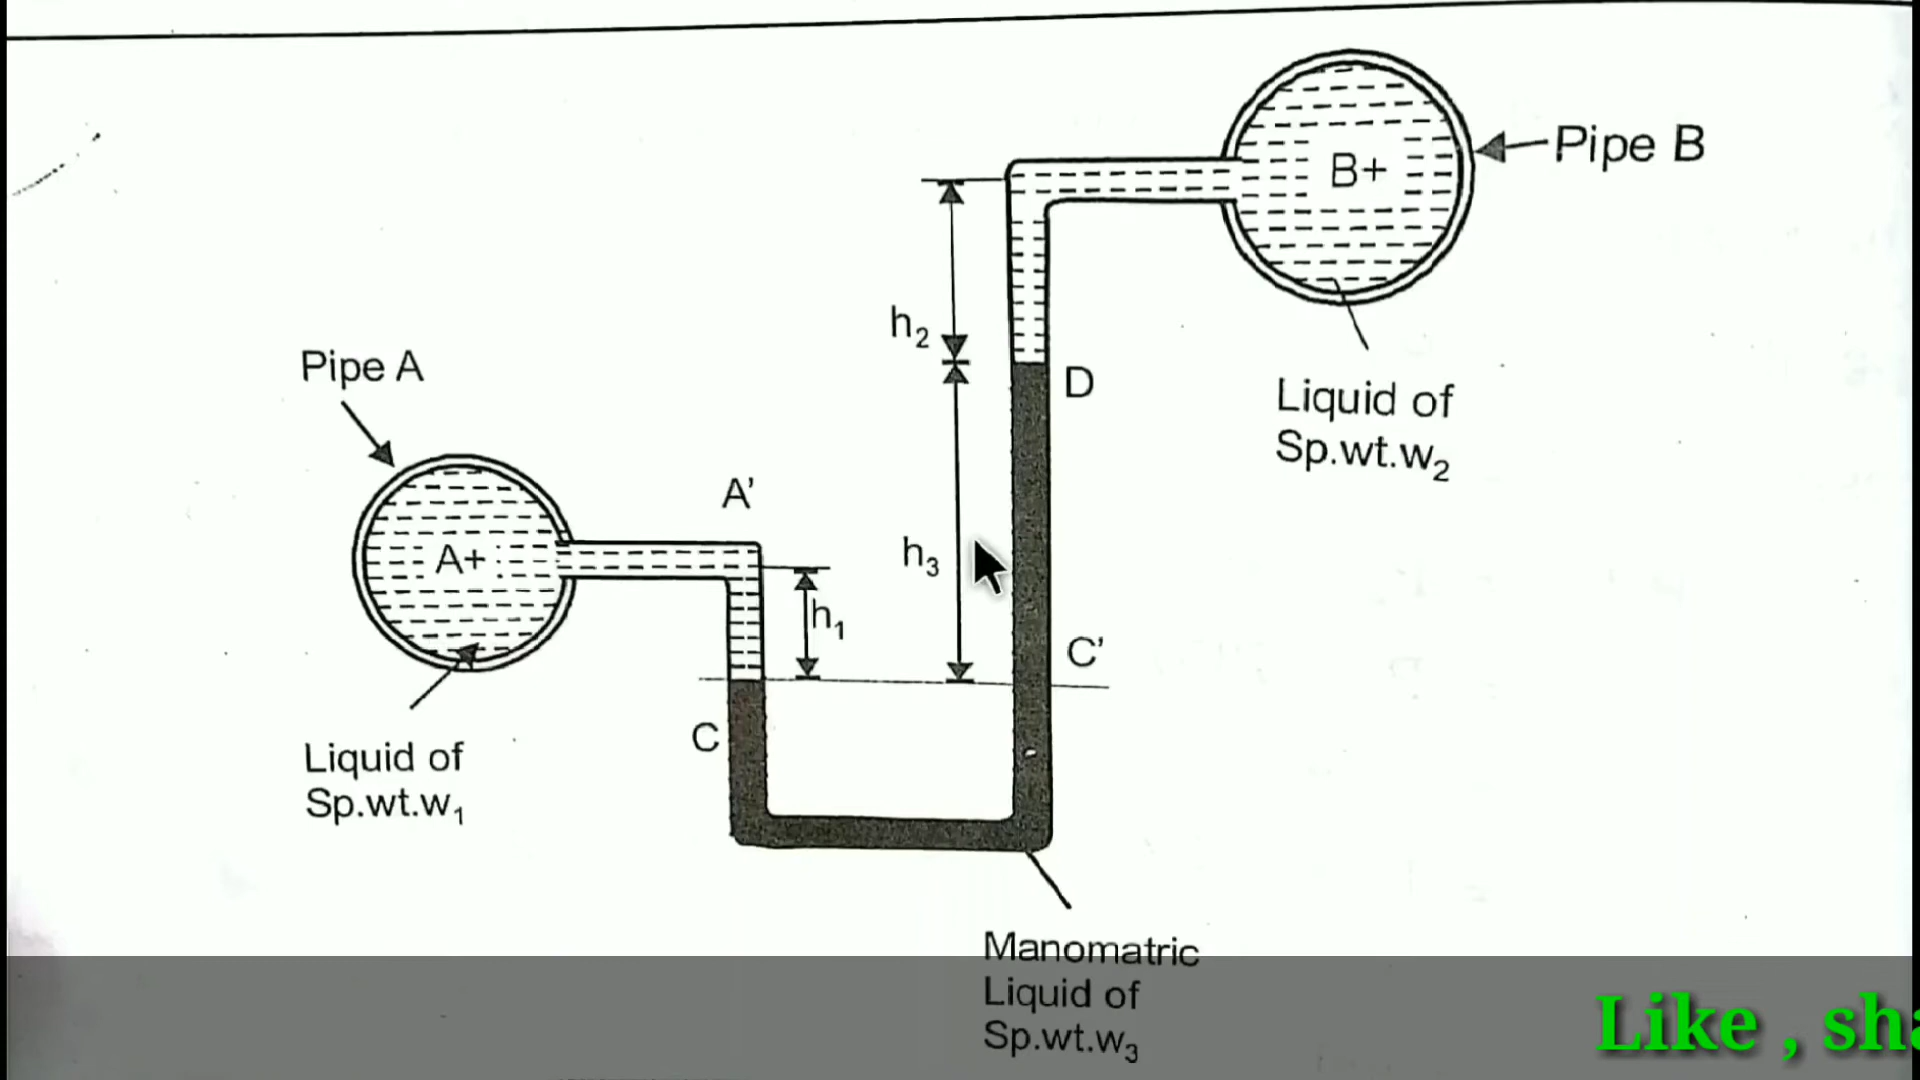 B+
Pipe B
h2
Pipe A
D
Liquid of
Sp.wt.w2
A'
A+
h3
h1
C'
C
Liquid of
Sp.wt.w1
Manomatric
Liquid of
Sp.wt.w3
Like , sha